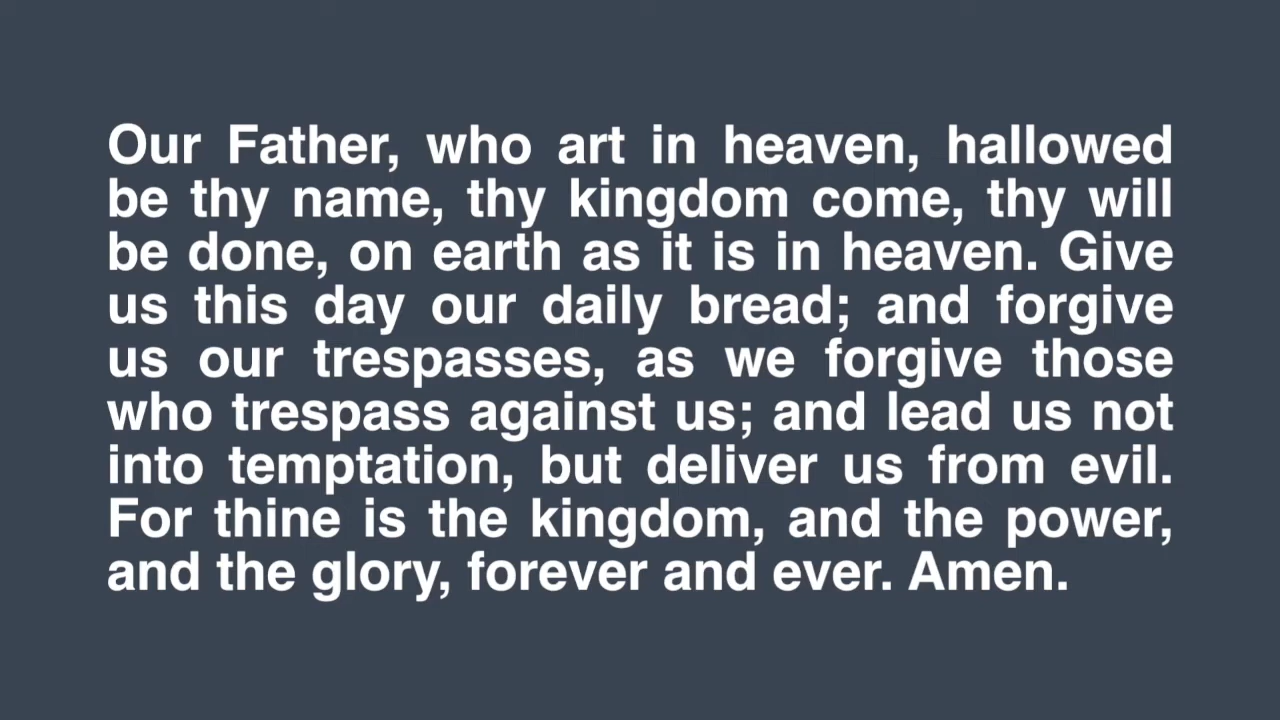 Our Father, who art in heaven, hallowed
be thy name, thy kingdom come, thy will
be done, on earth as it is in heaven. Give
us this day our daily bread; and forgive
us our trespasses, as we forgive those
who trespass against us; and lead us not
into temptation, but deliver us from evil.
For thine is the kingdom, and the power,
and the glory, forever and ever. Amen.